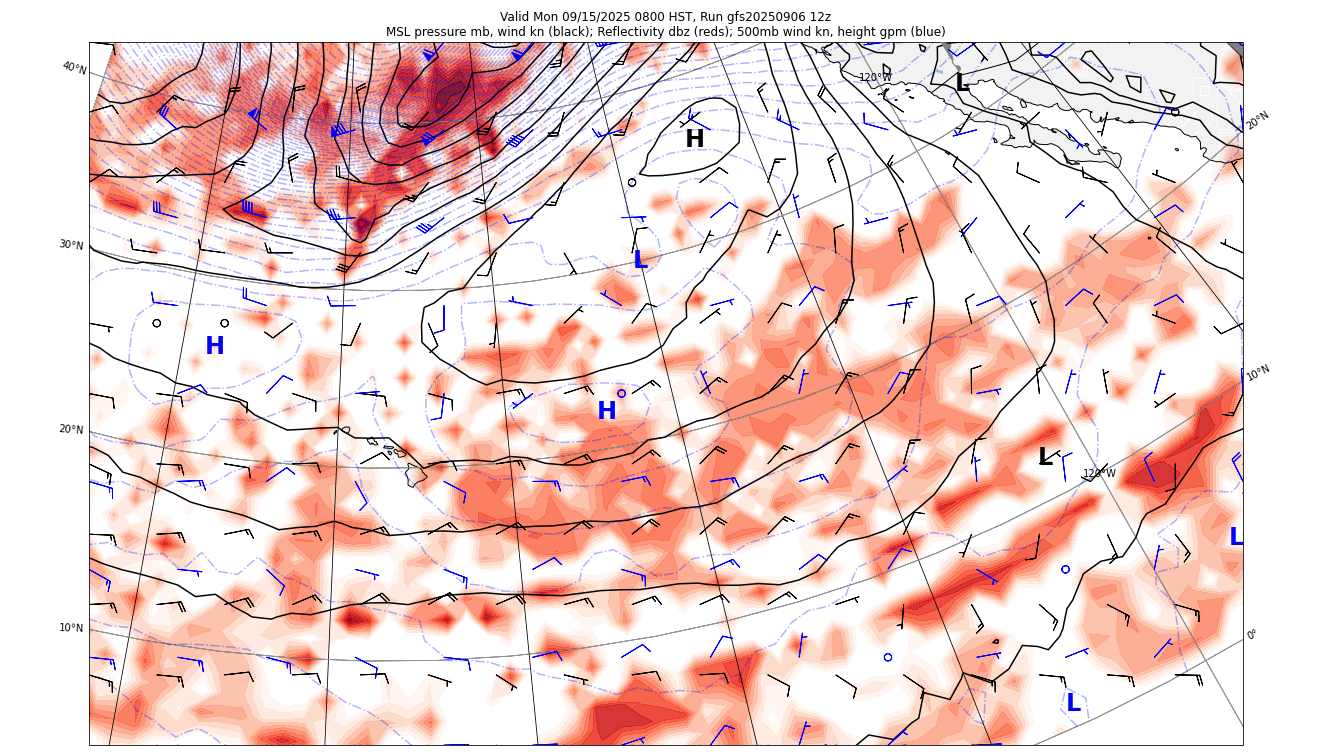 Valid Mon 09/15/2025 0800 HST, Run gfs20250906 12z
MSL pressure mb, wind kn (black); Reflectivity dbz (reds); 500mb wind kn, height gpm (blue)
40°N
120°W
L
20°N
H
30°N
L
H
10°N
H
20°N
L
120°W
L
10°N
0°
L